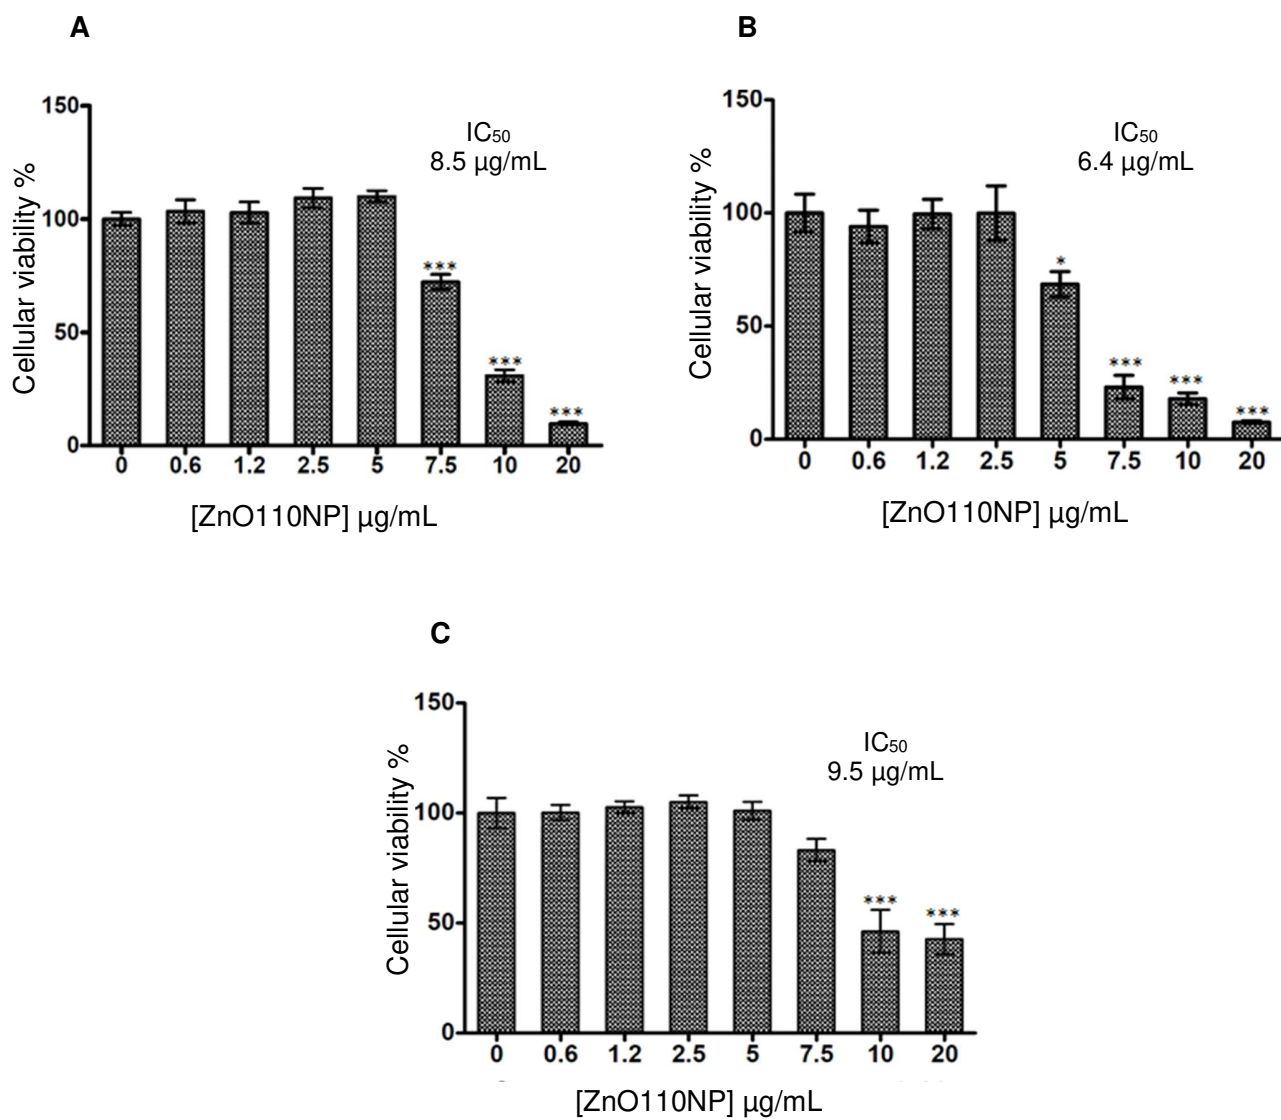 A
Cellular viability %
150
100
50
0
IC50
8.5 µg/mL
***
***
***
0 0.6 1.2 2.5 5 7.5 10 20
[ZnO110NP] µg/mL
B
Cellular viability %
150
100
50
0
IC50
6.4 µg/mL
*
***
***
***
0 0.6 1.2 2.5 5 7.5 10 20
[ZnO110NP] µg/mL
C
Cellular viability %
150
100
50
0
IC50
9.5 µg/mL
***
***
0 0.6 1.2 2.5 5 7.5 10 20
[ZnO110NP] µg/mL